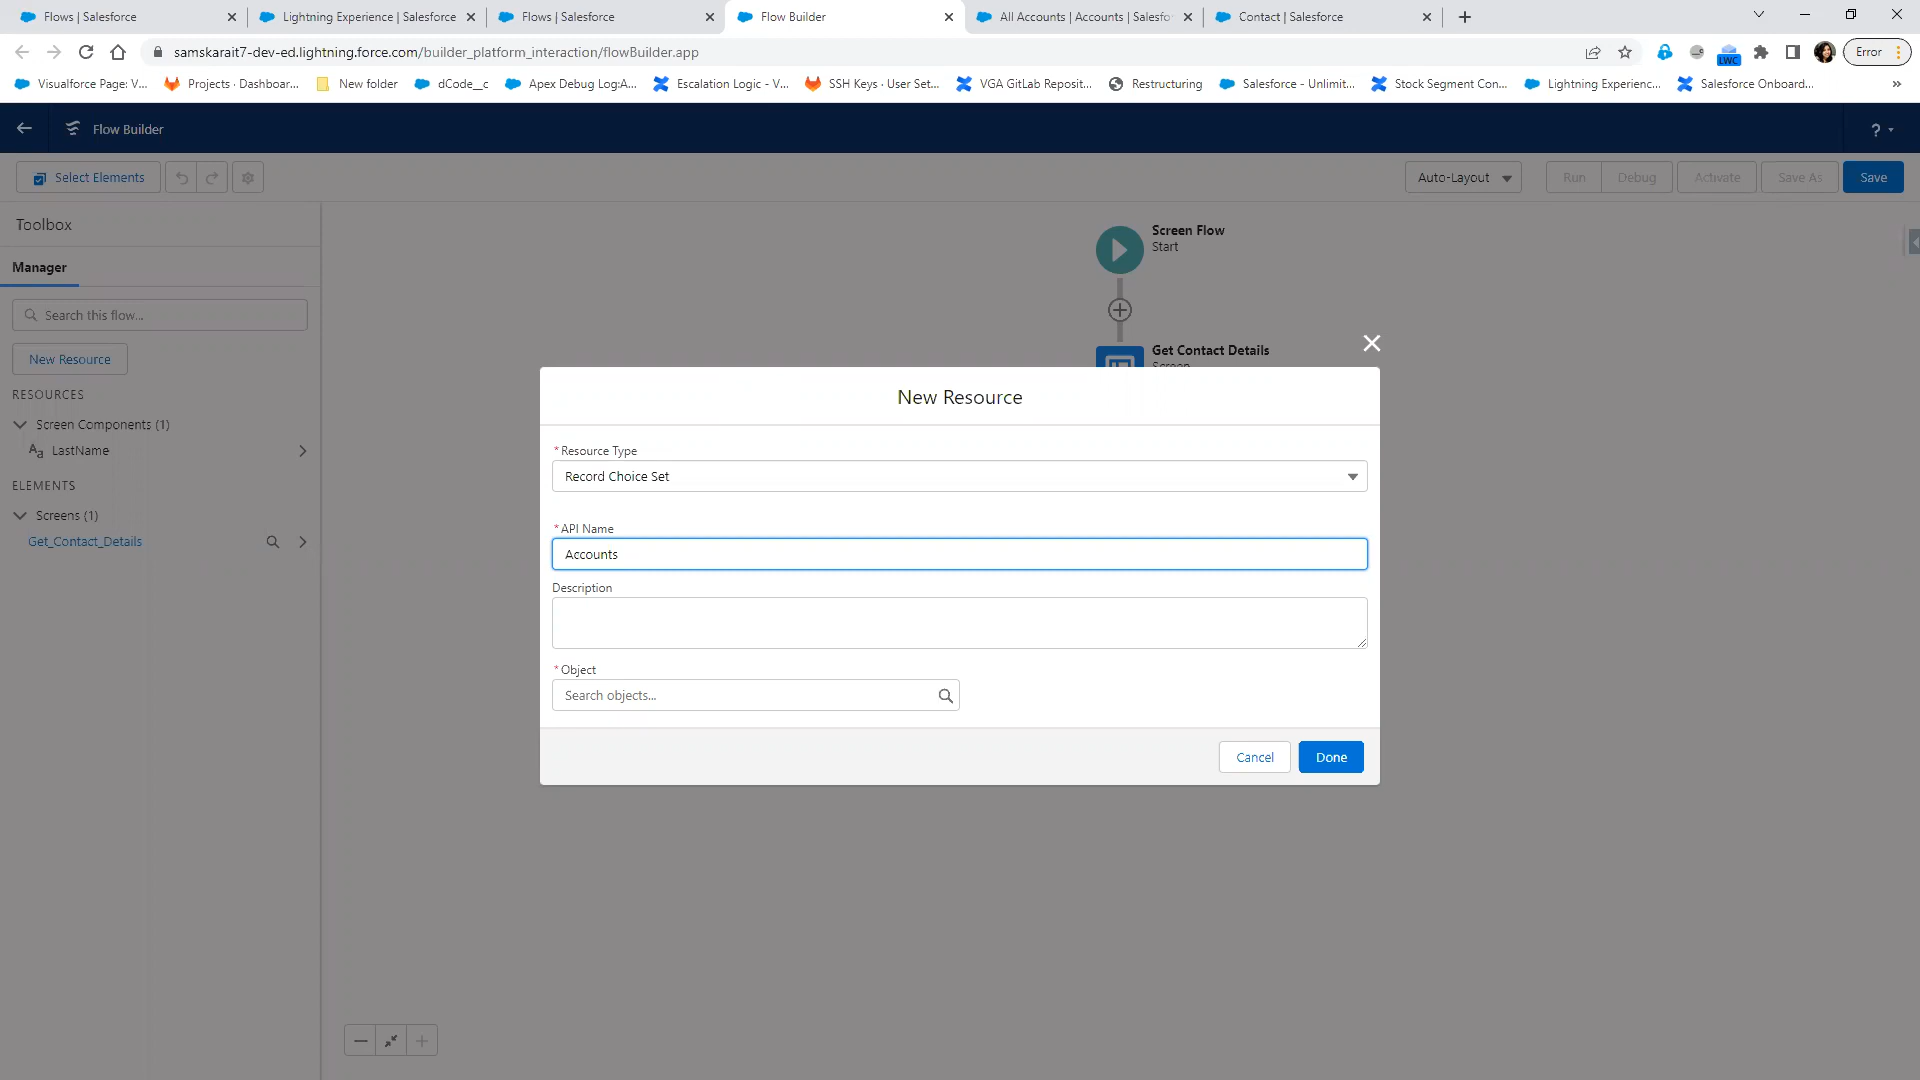 Flows | Salesforce
Lightning Experience | Salesforce
Flows | Salesforce
Flow Builder
All Accounts | Accounts | Salesfo
Contact | Salesforce
samskarait7-dev-ed.lightning.force.com/builder_platform_interaction/flowBuilder.app
LWC
Error
Visualforce Page: V...
Projects · Dashboar...
New folder
dCode__c
Apex Debug Log:A...
Escalation Logic - V...
SSH Keys · User Set...
VGA GitLab Reposit...
Restructuring
Salesforce - Unlimit...
Stock Segment Con...
Lightning Experienc...
Salesforce Onboard...
»
Flow Builder
?
Select Elements
Auto-Layout
Run
Debug
Activate
Save As
Save
Toolbox
Manager
Search this flow...
New Resource
RESOURCES
Screen Components (1)
Aa LastName
ELEMENTS
Screens (1)
Get_Contact_Details
Screen Flow
Start
Get Contact Details
Screen
New Resource
*Resource Type
Record Choice Set
*API Name
Accounts
Description
*Object
Search objects...
Cancel
Done